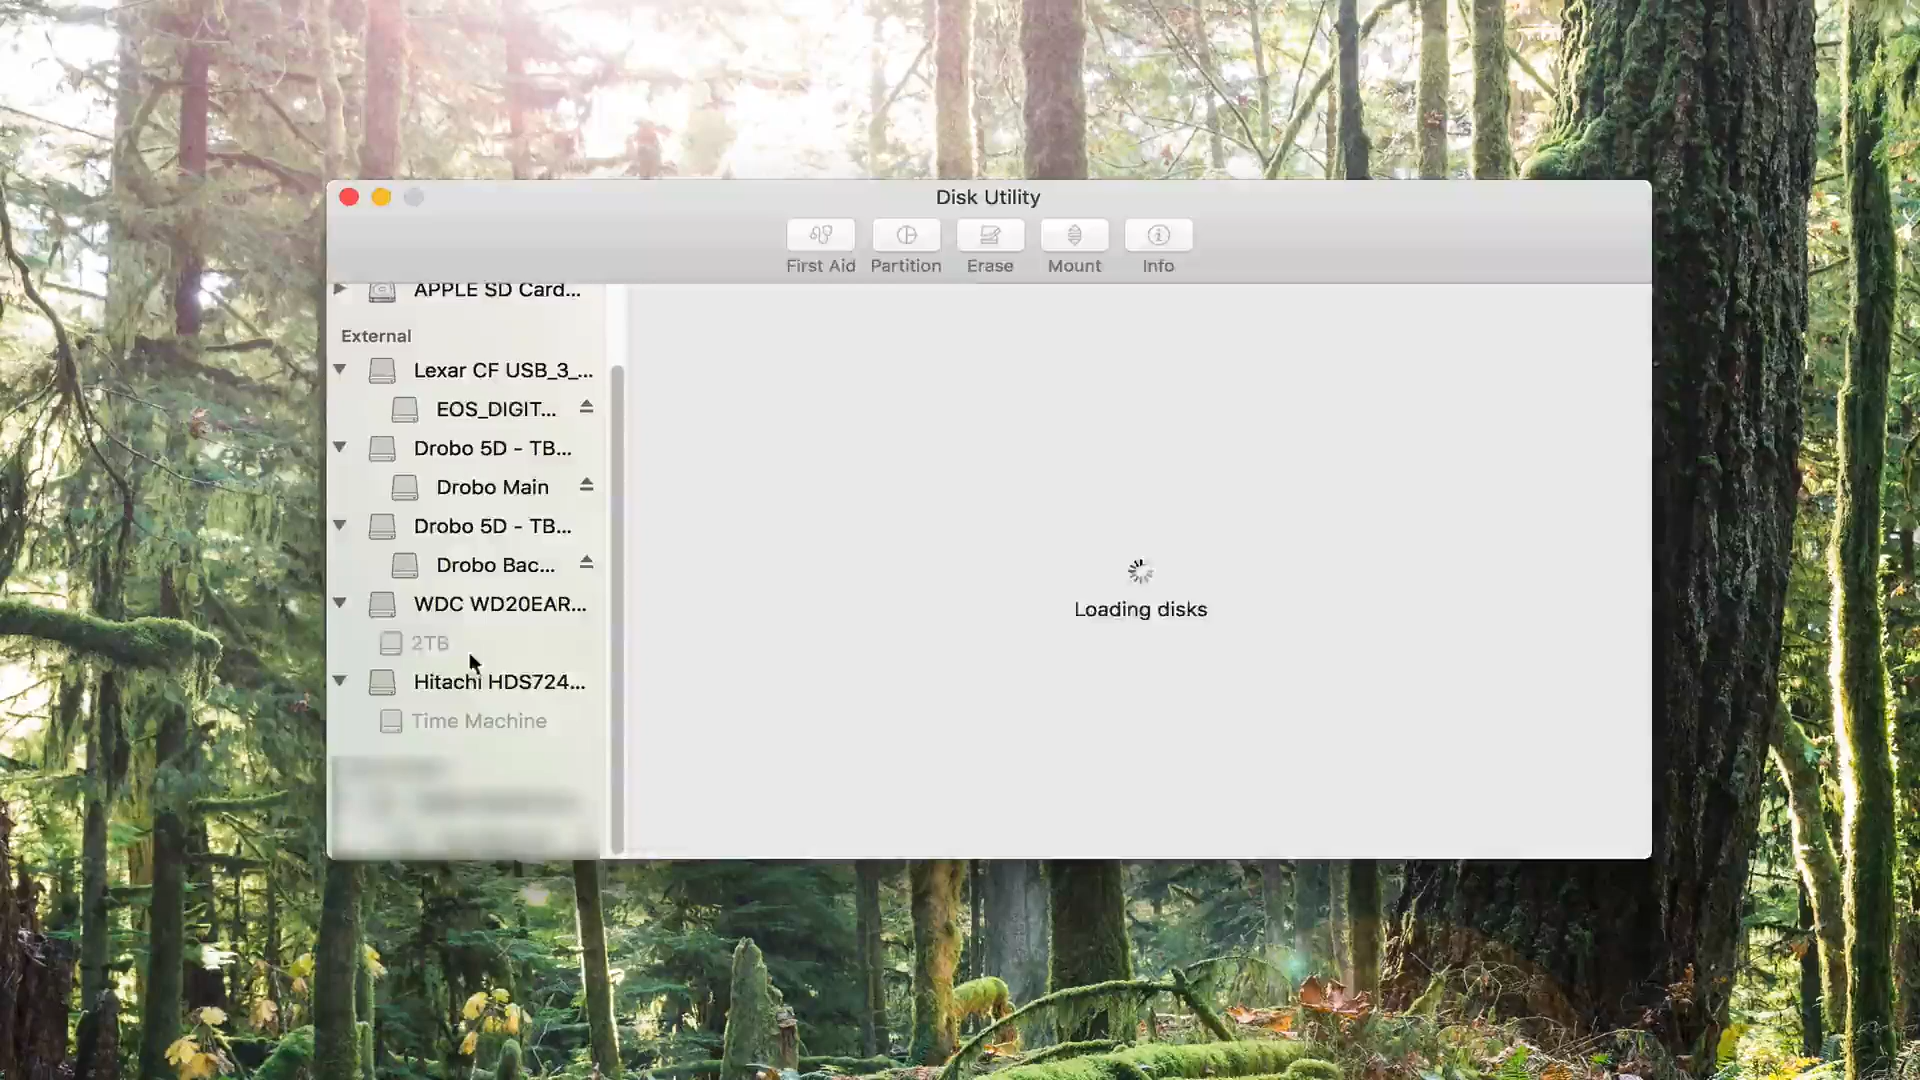 Disk Utility
First Aid
Partition
Erase
Mount
Info
APPLE SD Card...
External
Lexar CF USB_3_...
EOS_DIGIT...
Drobo 5D - TB...
Drobo Main
Drobo 5D - TB...
Drobo Bac...
WDC WD20EAR...
2TB
Hitachi HDS724...
Time Machine
Loading disks